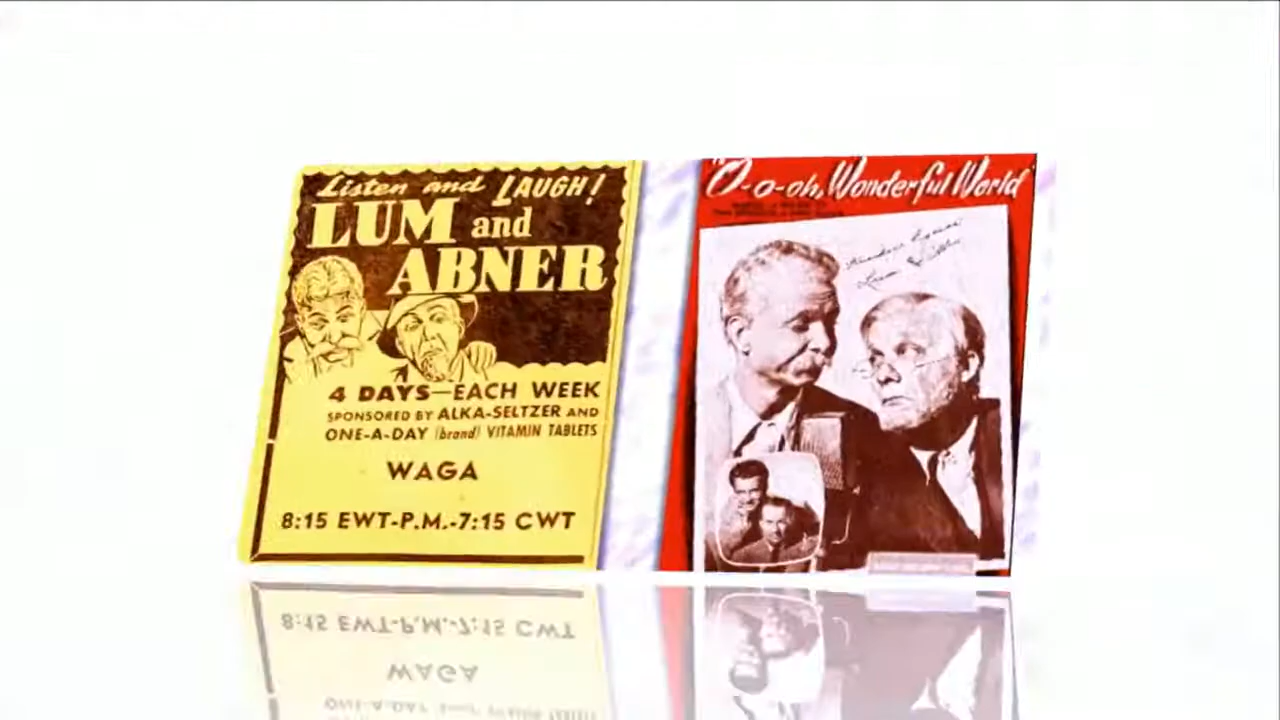 Listen and LAUGH!
LUM and
ABNER
4 DAYS—EACH WEEK
SPONSORED BY ALKA-SELTZER AND
ONE-A-DAY (brand) VITAMIN TABLETS
WAGA
8:15 EWT-P.M.-7:15 CWT
"O-o-oh, Wonderful World